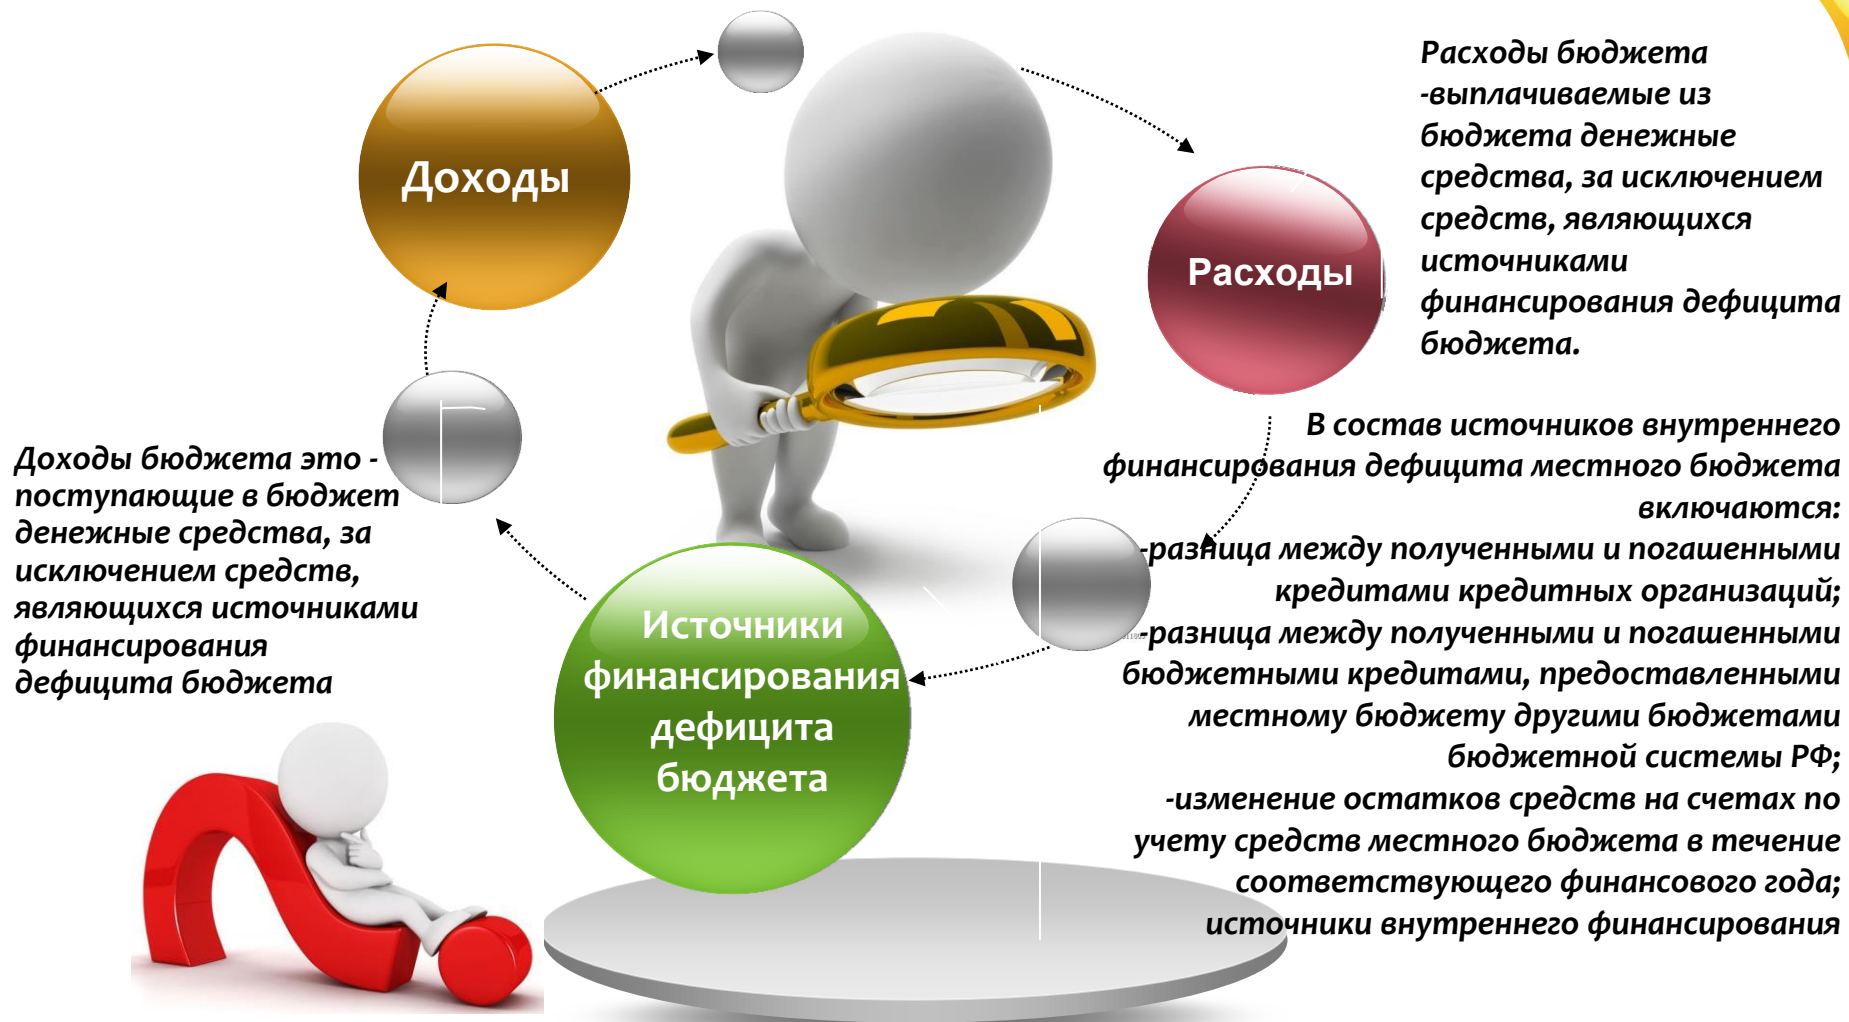 Доходы
Расходы
Источники
финансирования
дефицита
бюджета
Расходы бюджета
-выплачиваемые из
бюджета денежные
средства, за исключением
средств, являющихся
источниками
финансирования дефицита
бюджета.
Доходы бюджета это -
поступающие в бюджет
денежные средства, за
исключением средств,
являющихся источниками
финансирования
дефицита бюджета
В состав источников внутреннего
финансирования дефицита местного бюджета
включаются:
-разница между полученными и погашенными
кредитами кредитных организаций;
-разница между полученными и погашенными
бюджетными кредитами, предоставленными
местному бюджету другими бюджетами
бюджетной системы РФ;
-изменение остатков средств на счетах по
учету средств местного бюджета в течение
соответствующего финансового года;
источники внутреннего финансирования